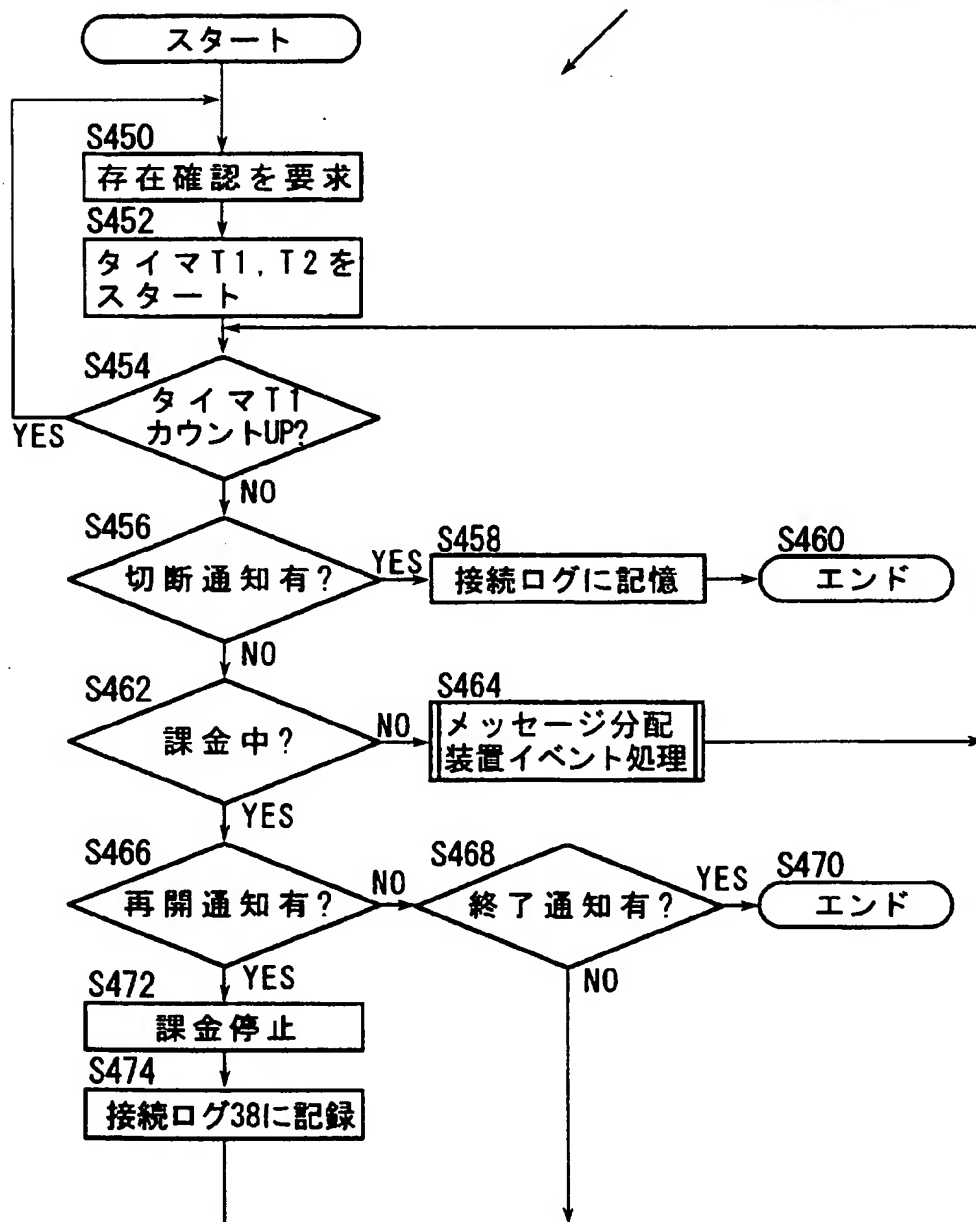 スタート
S450
存在確認を要求
S452
タイマT1, T2を
スタート
S454
タイマT1
カウントUP?
YES
NO
S456
切断通知有?
YES
S458
接続ログに記憶
S460
エンド
NO
S462
課金中?
NO
S464
メッセージ分配
装置イベント処理
YES
S466
再開通知有?
NO
S468
終了通知有?
YES
S470
エンド
YES
NO
S472
課金停止
S474
接続ログ38に記録